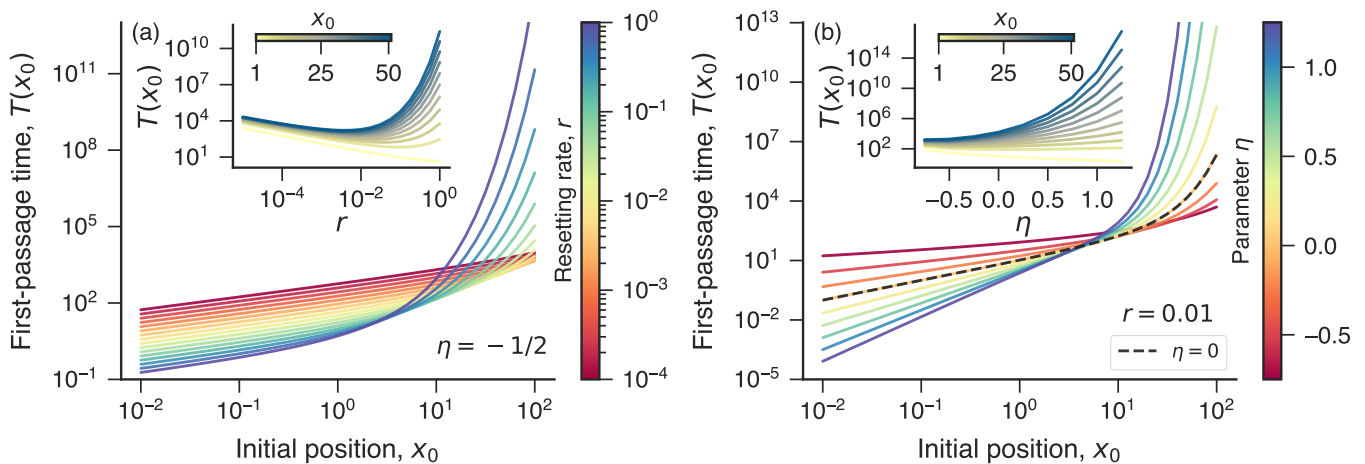 (a)
First-passage time, T(x₀)
10¹¹
10⁸
10⁵
10²
10⁻¹
10⁻² 10⁻¹ 10⁰ 10¹ 10²
Initial position, x₀
η = −1/2
x₀
1 25 50
T(x₀)
10¹⁰
10⁷
10⁴
10¹
10⁻⁴ 10⁻² 10⁰
r
Resetting rate, r
10⁰
10⁻¹
10⁻²
10⁻³
10⁻⁴
(b)
First-passage time, T(x₀)
10¹³
10¹⁰
10⁷
10⁴
10¹
10⁻²
10⁻⁵
10⁻² 10⁻¹ 10⁰ 10¹ 10²
Initial position, x₀
r = 0.01
η = 0
x₀
1 25 50
T(x₀)
10¹⁴
10¹⁰
10⁶
10²
−0.5 0.0 0.5 1.0
η
Parameter η
1.0
0.5
0.0
−0.5